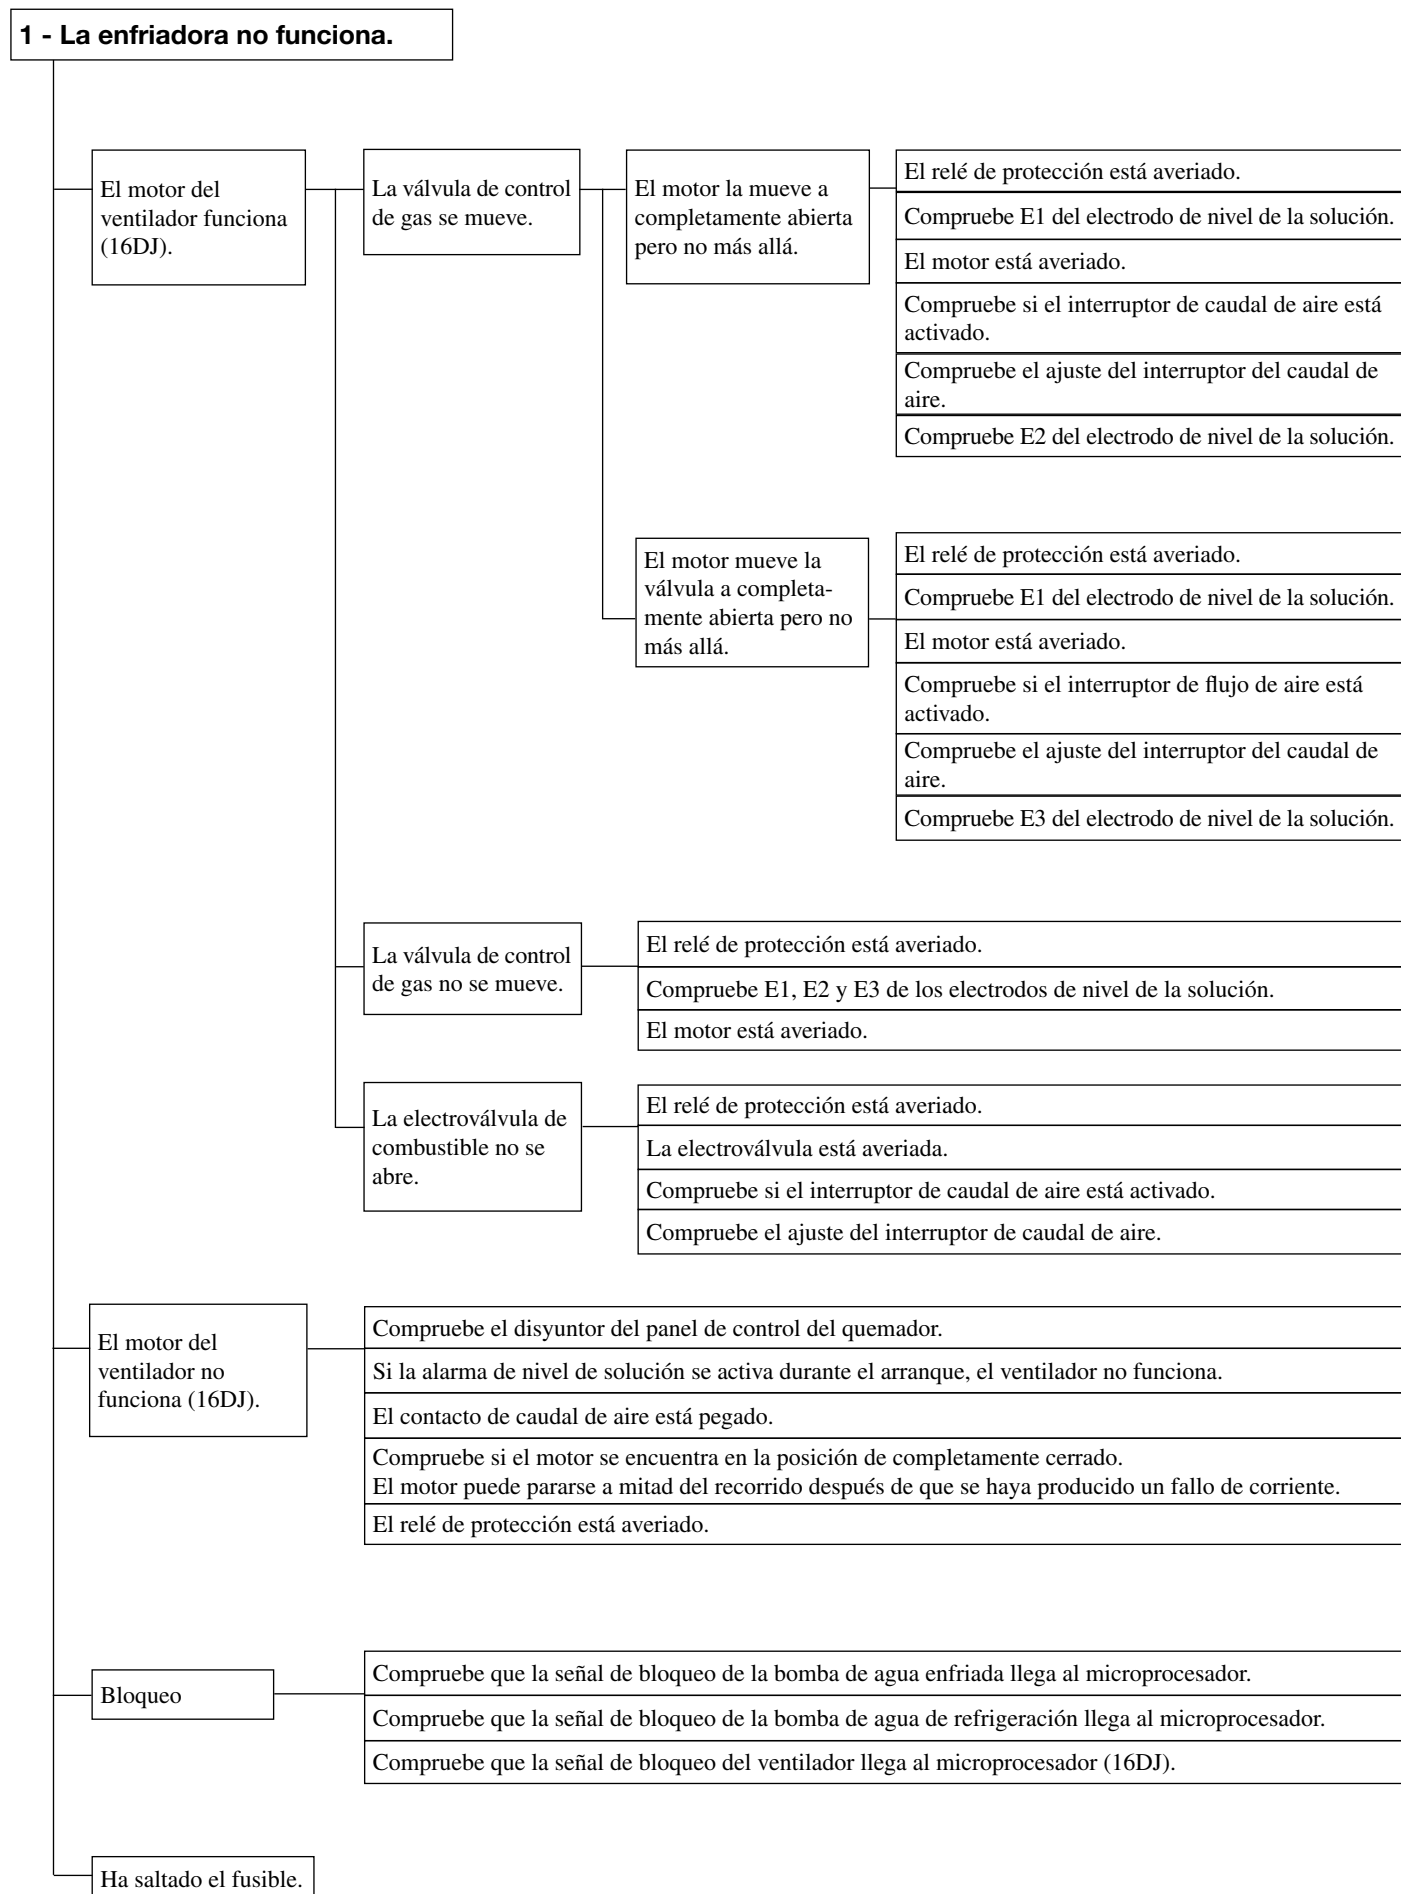 1 - La enfriadora no funciona.
El motor del
ventilador funciona
(16DJ).
La válvula de control
de gas se mueve.
El motor la mueve a
completamente abierta
pero no más allá.
El relé de protección está averiado.
Compruebe E1 del electrodo de nivel de la solución.
El motor está averiado.
Compruebe si el interruptor de caudal de aire está
activado.
Compruebe el ajuste del interruptor del caudal de
aire.
Compruebe E2 del electrodo de nivel de la solución.
El motor mueve la
válvula a completa-
mente abierta pero no
más allá.
El relé de protección está averiado.
Compruebe E1 del electrodo de nivel de la solución.
El motor está averiado.
Compruebe si el interruptor de flujo de aire está
activado.
Compruebe el ajuste del interruptor del caudal de
aire.
Compruebe E3 del electrodo de nivel de la solución.
La válvula de control
de gas no se mueve.
El relé de protección está averiado.
Compruebe E1, E2 y E3 de los electrodos de nivel de la solución.
El motor está averiado.
La electroválvula de
combustible no se
abre.
El relé de protección está averiado.
La electroválvula está averiada.
Compruebe si el interruptor de caudal de aire está activado.
Compruebe el ajuste del interruptor de caudal de aire.
El motor del
ventilador no
funciona (16DJ).
Compruebe el disyuntor del panel de control del quemador.
Si la alarma de nivel de solución se activa durante el arranque, el ventilador no funciona.
El contacto de caudal de aire está pegado.
Compruebe si el motor se encuentra en la posición de completamente cerrado.
El motor puede pararse a mitad del recorrido después de que se haya producido un fallo de corriente.
El relé de protección está averiado.
Bloqueo
Compruebe que la señal de bloqueo de la bomba de agua enfriada llega al microprocesador.
Compruebe que la señal de bloqueo de la bomba de agua de refrigeración llega al microprocesador.
Compruebe que la señal de bloqueo del ventilador llega al microprocesador (16DJ).
Ha saltado el fusible.